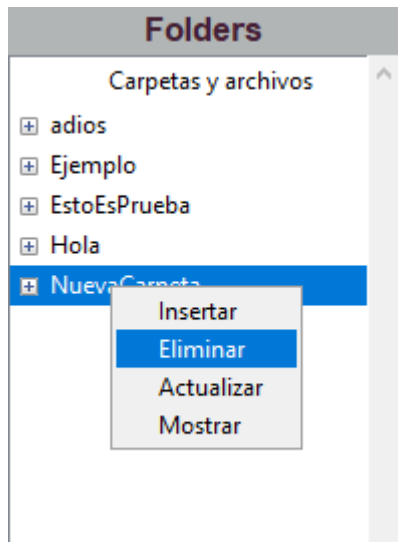 Folders
Carpetas y archivos
adios
Ejemplo
EstoEsPrueba
Hola
NuevaCarpeta
Insertar
Eliminar
Actualizar
Mostrar